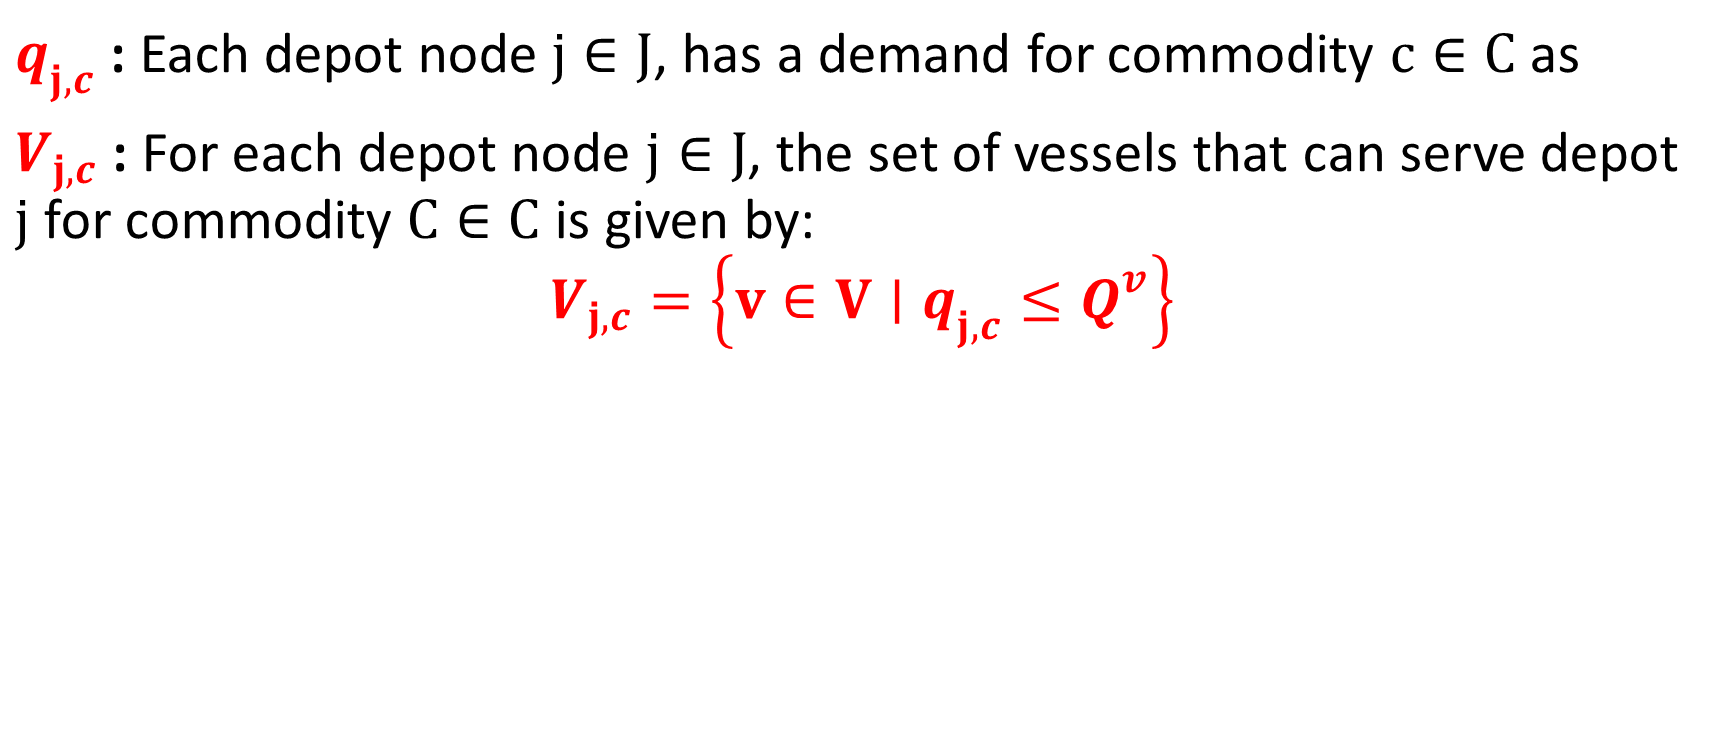 q_{j,c} : Each depot node j ∈ J, has a demand for commodity c ∈ C as
V_{j,c} : For each depot node j ∈ J, the set of vessels that can serve depot
j for commodity C ∈ C is given by:
V_{j,c} = {v ∈ V | q_{j,c} ≤ Q^v}